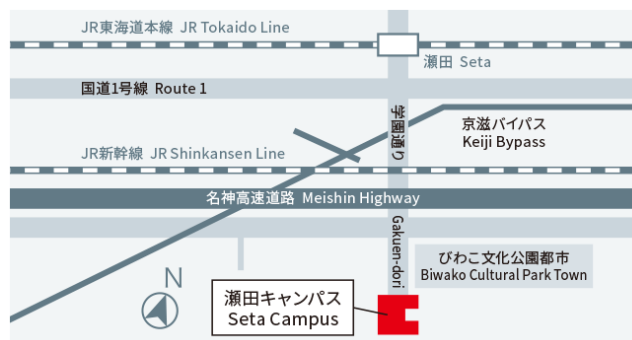 JR東海道本線 JR Tokaido Line
瀬田 Seta
国道1号線 Route 1
学園通り
京滋バイパス
Keiji Bypass
JR新幹線 JR Shinkansen Line
名神高速道路 Meishin Highway
Gakuen-dori
びわこ文化公園都市
Biwako Cultural Park Town
N
瀬田キャンパス
Seta Campus